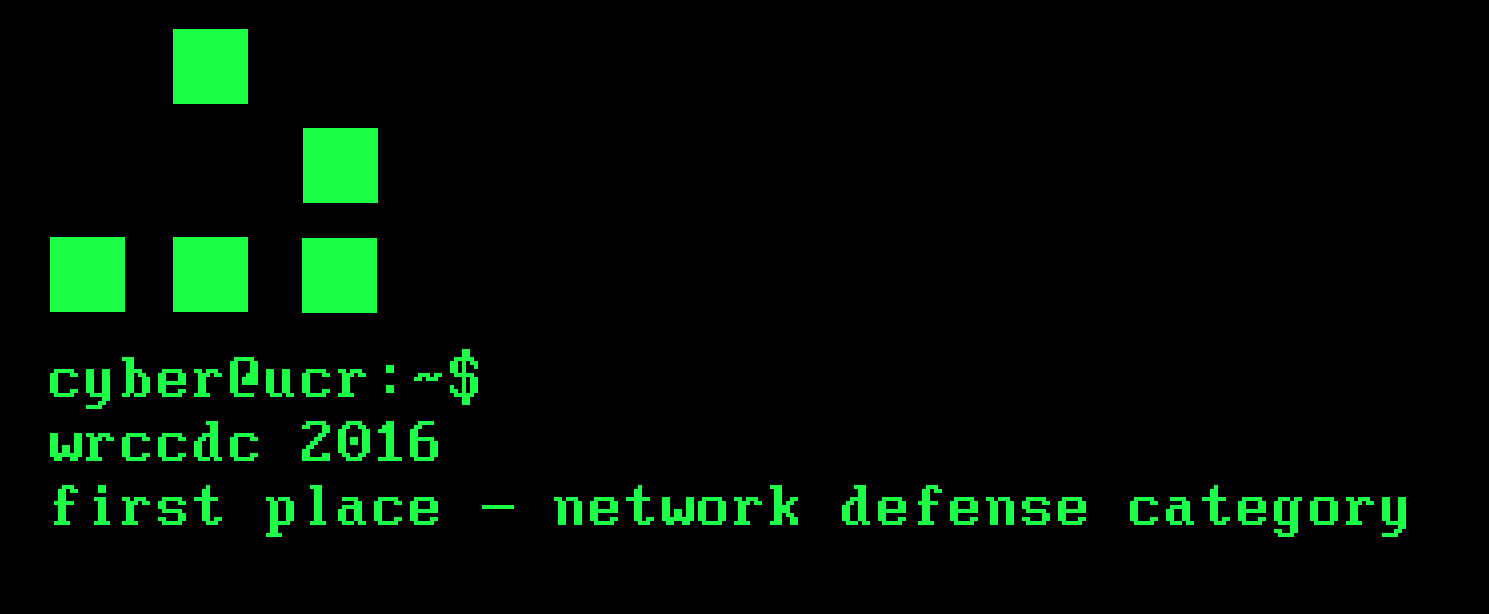 cyber@ucr:~$
wrccdc 2016
first place – network defense category